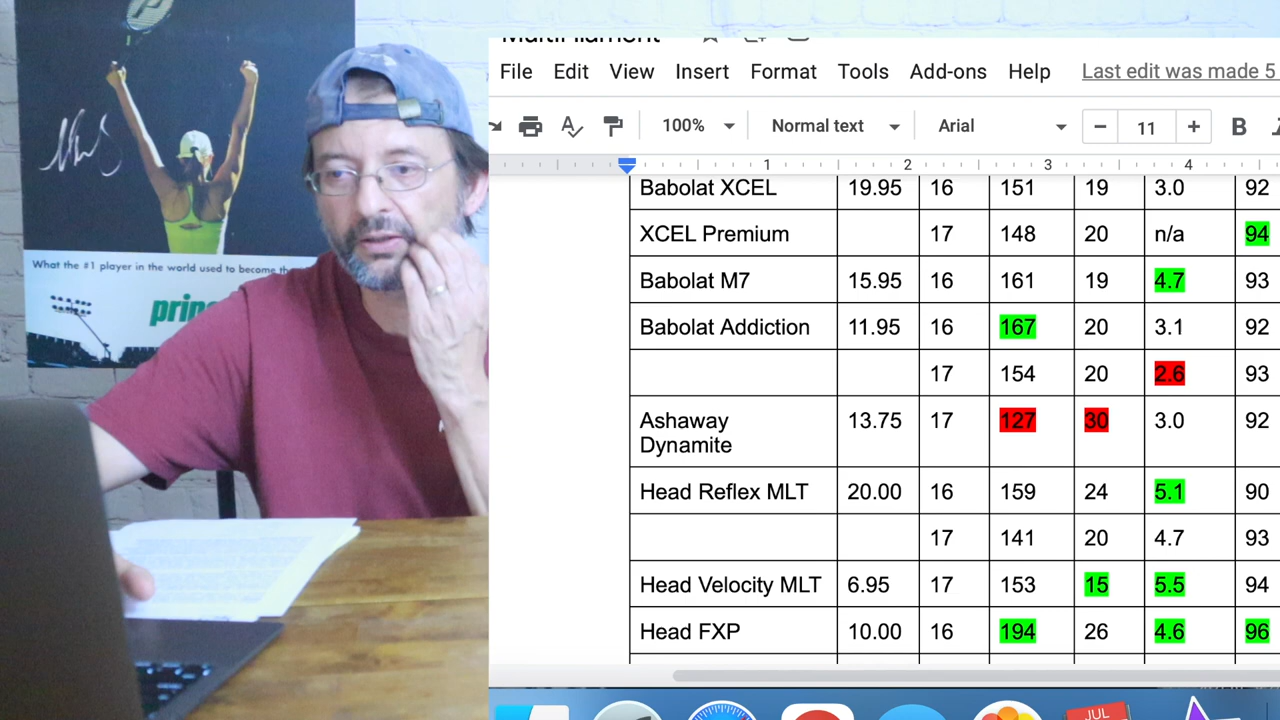 What the #1 player in the world used to become
prin
File Edit View Insert Format Tools Add-ons Help Last edit was made 5
100% Normal text Arial 11 B
1 2 3 4
Babolat XCEL 19.95 16 151 19 3.0 92
XCEL Premium 17 148 20 n/a 94
Babolat M7 15.95 16 161 19 4.7 93
Babolat Addiction 11.95 16 167 20 3.1 92
17 154 20 2.6 93
Ashaway Dynamite 13.75 17 127 30 3.0 92
Head Reflex MLT 20.00 16 159 24 5.1 90
17 141 20 4.7 93
Head Velocity MLT 6.95 17 153 15 5.5 94
Head FXP 10.00 16 194 26 4.6 96
JUL